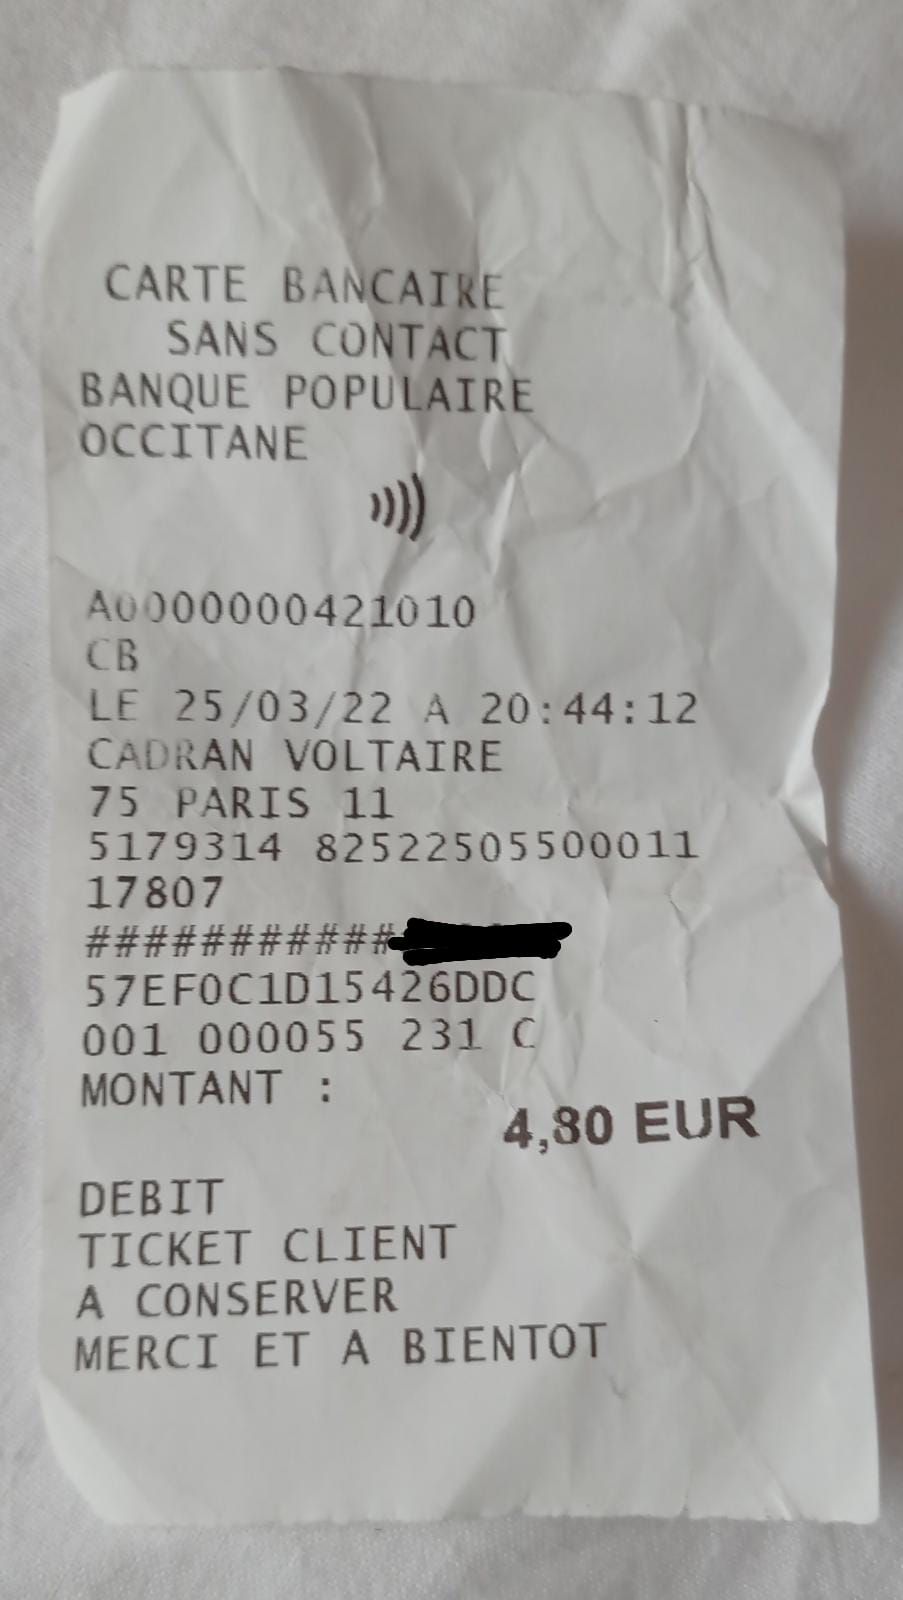 CARTE BANCAIRE
SANS CONTACT
BANQUE POPULAIRE
OCCITANE
A0000000421010
CB
LE 25/03/22 A 20:44:12
CADRAN VOLTAIRE
75 PARIS 11
5179314 82522505500011
17807
###########
57EF0C1D15426DDC
001 000055 231 C
MONTANT :
4,80 EUR
DEBIT
TICKET CLIENT
A CONSERVER
MERCI ET A BIENTOT